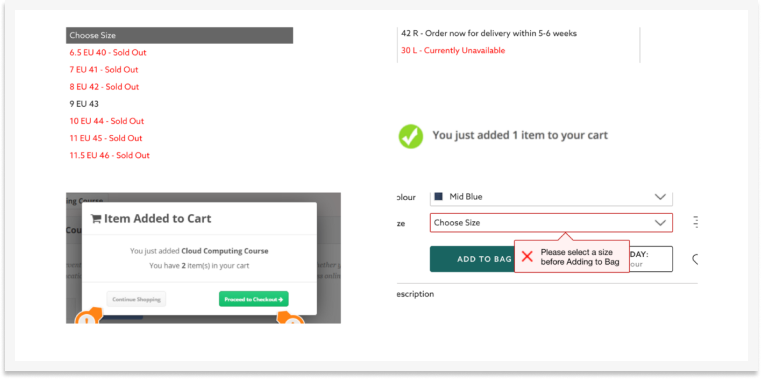 Choose Size
6.5 EU 40 - Sold Out
7 EU 41 - Sold Out
8 EU 42 - Sold Out
9 EU 43
10 EU 44 - Sold Out
11 EU 45 - Sold Out
11.5 EU 46 - Sold Out
42 R - Order now for delivery within 5-6 weeks
30 L - Currently Unavailable
You just added 1 item to your cart
ing Course
Cou
Item Added to Cart
You just added Cloud Computing Course
You have 2 item(s) in your cart
Continue Shopping
Proceed to Checkout
olour
Mid Blue
ze
Choose Size
ADD TO BAG
Please select a size
before Adding to Bag
DAY:
our
escription